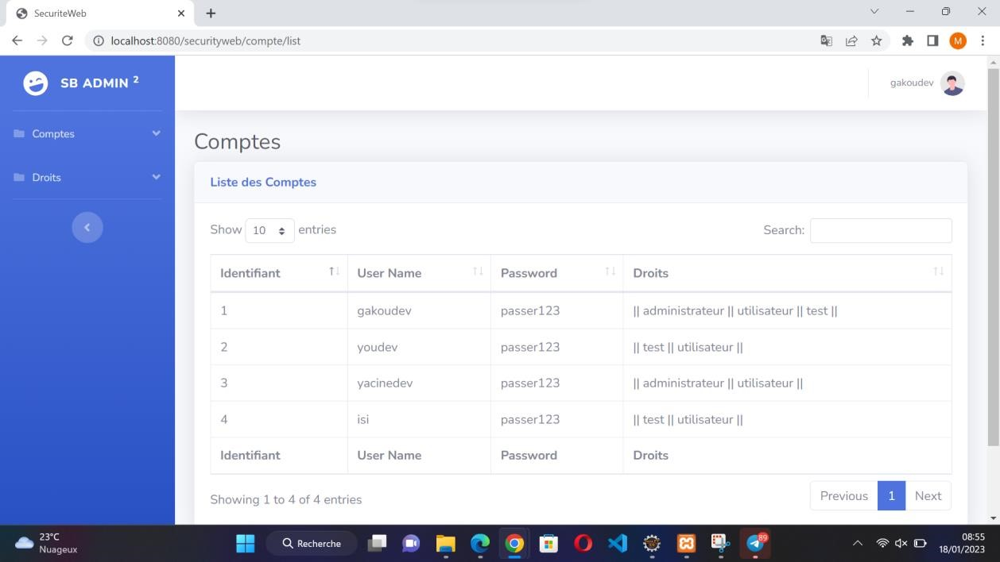 SecuriteWeb
localhost:8080/securityweb/compte/list
M
SB ADMIN 2
gakoudev
Comptes
Droits
Comptes
Liste des Comptes
Show 10 entries
Search:
Identifiant User Name Password Droits
1 gakoudev passer123 || administrateur || utilisateur || test ||
2 youdev passer123 || test || utilisateur ||
3 yacinedev passer123 || administrateur || utilisateur ||
4 isi passer123 || test || utilisateur ||
Identifiant User Name Password Droits
Showing 1 to 4 of 4 entries
Previous 1 Next
23°C
Nuageux
Recherche
89
08:55
18/01/2023